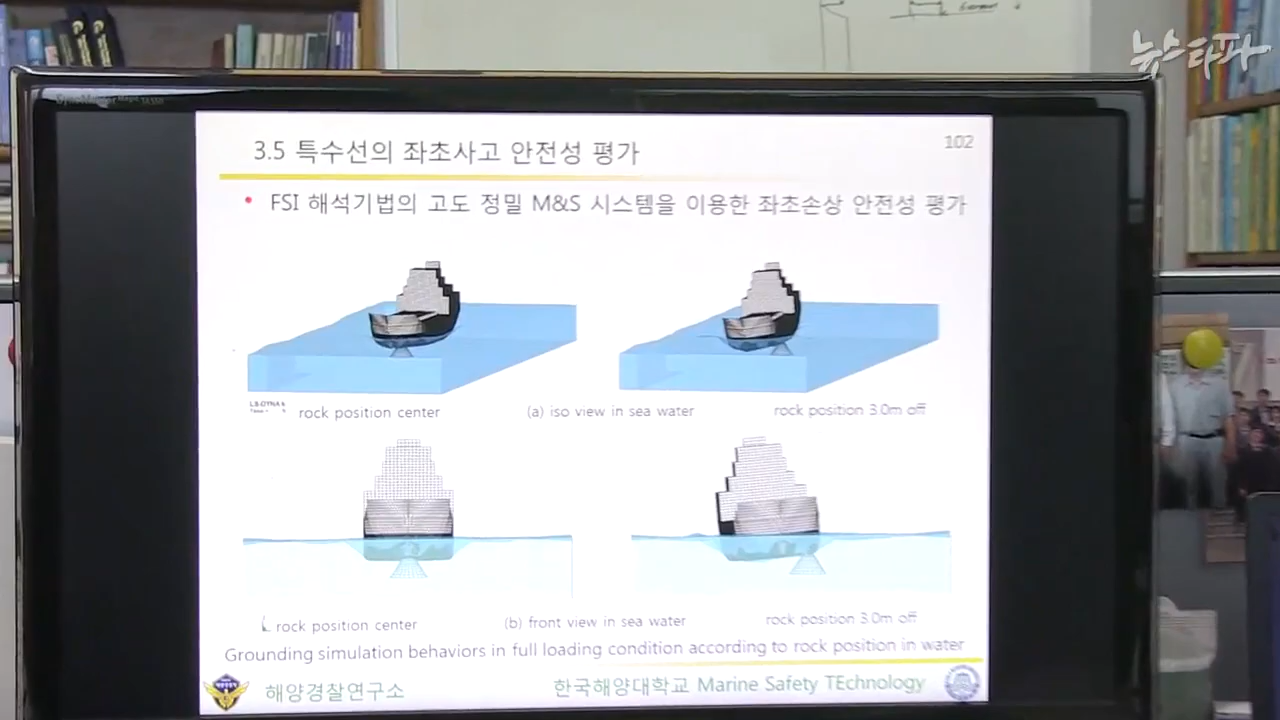 뉴스타파
3.5 특수선의 좌초사고 안전성 평가
102
• FSI 해석기법의 고도 정밀 M&S 시스템을 이용한 좌초손상 안전성 평가
rock position center
(a) iso view in sea water
rock position 3.0m off
rock position center
(b) front view in sea water
rock position 3.0m off
Grounding simulation behaviors in full loading condition according to rock position in water
해양경찰연구소
한국해양대학교 Marine Safety TEchnology